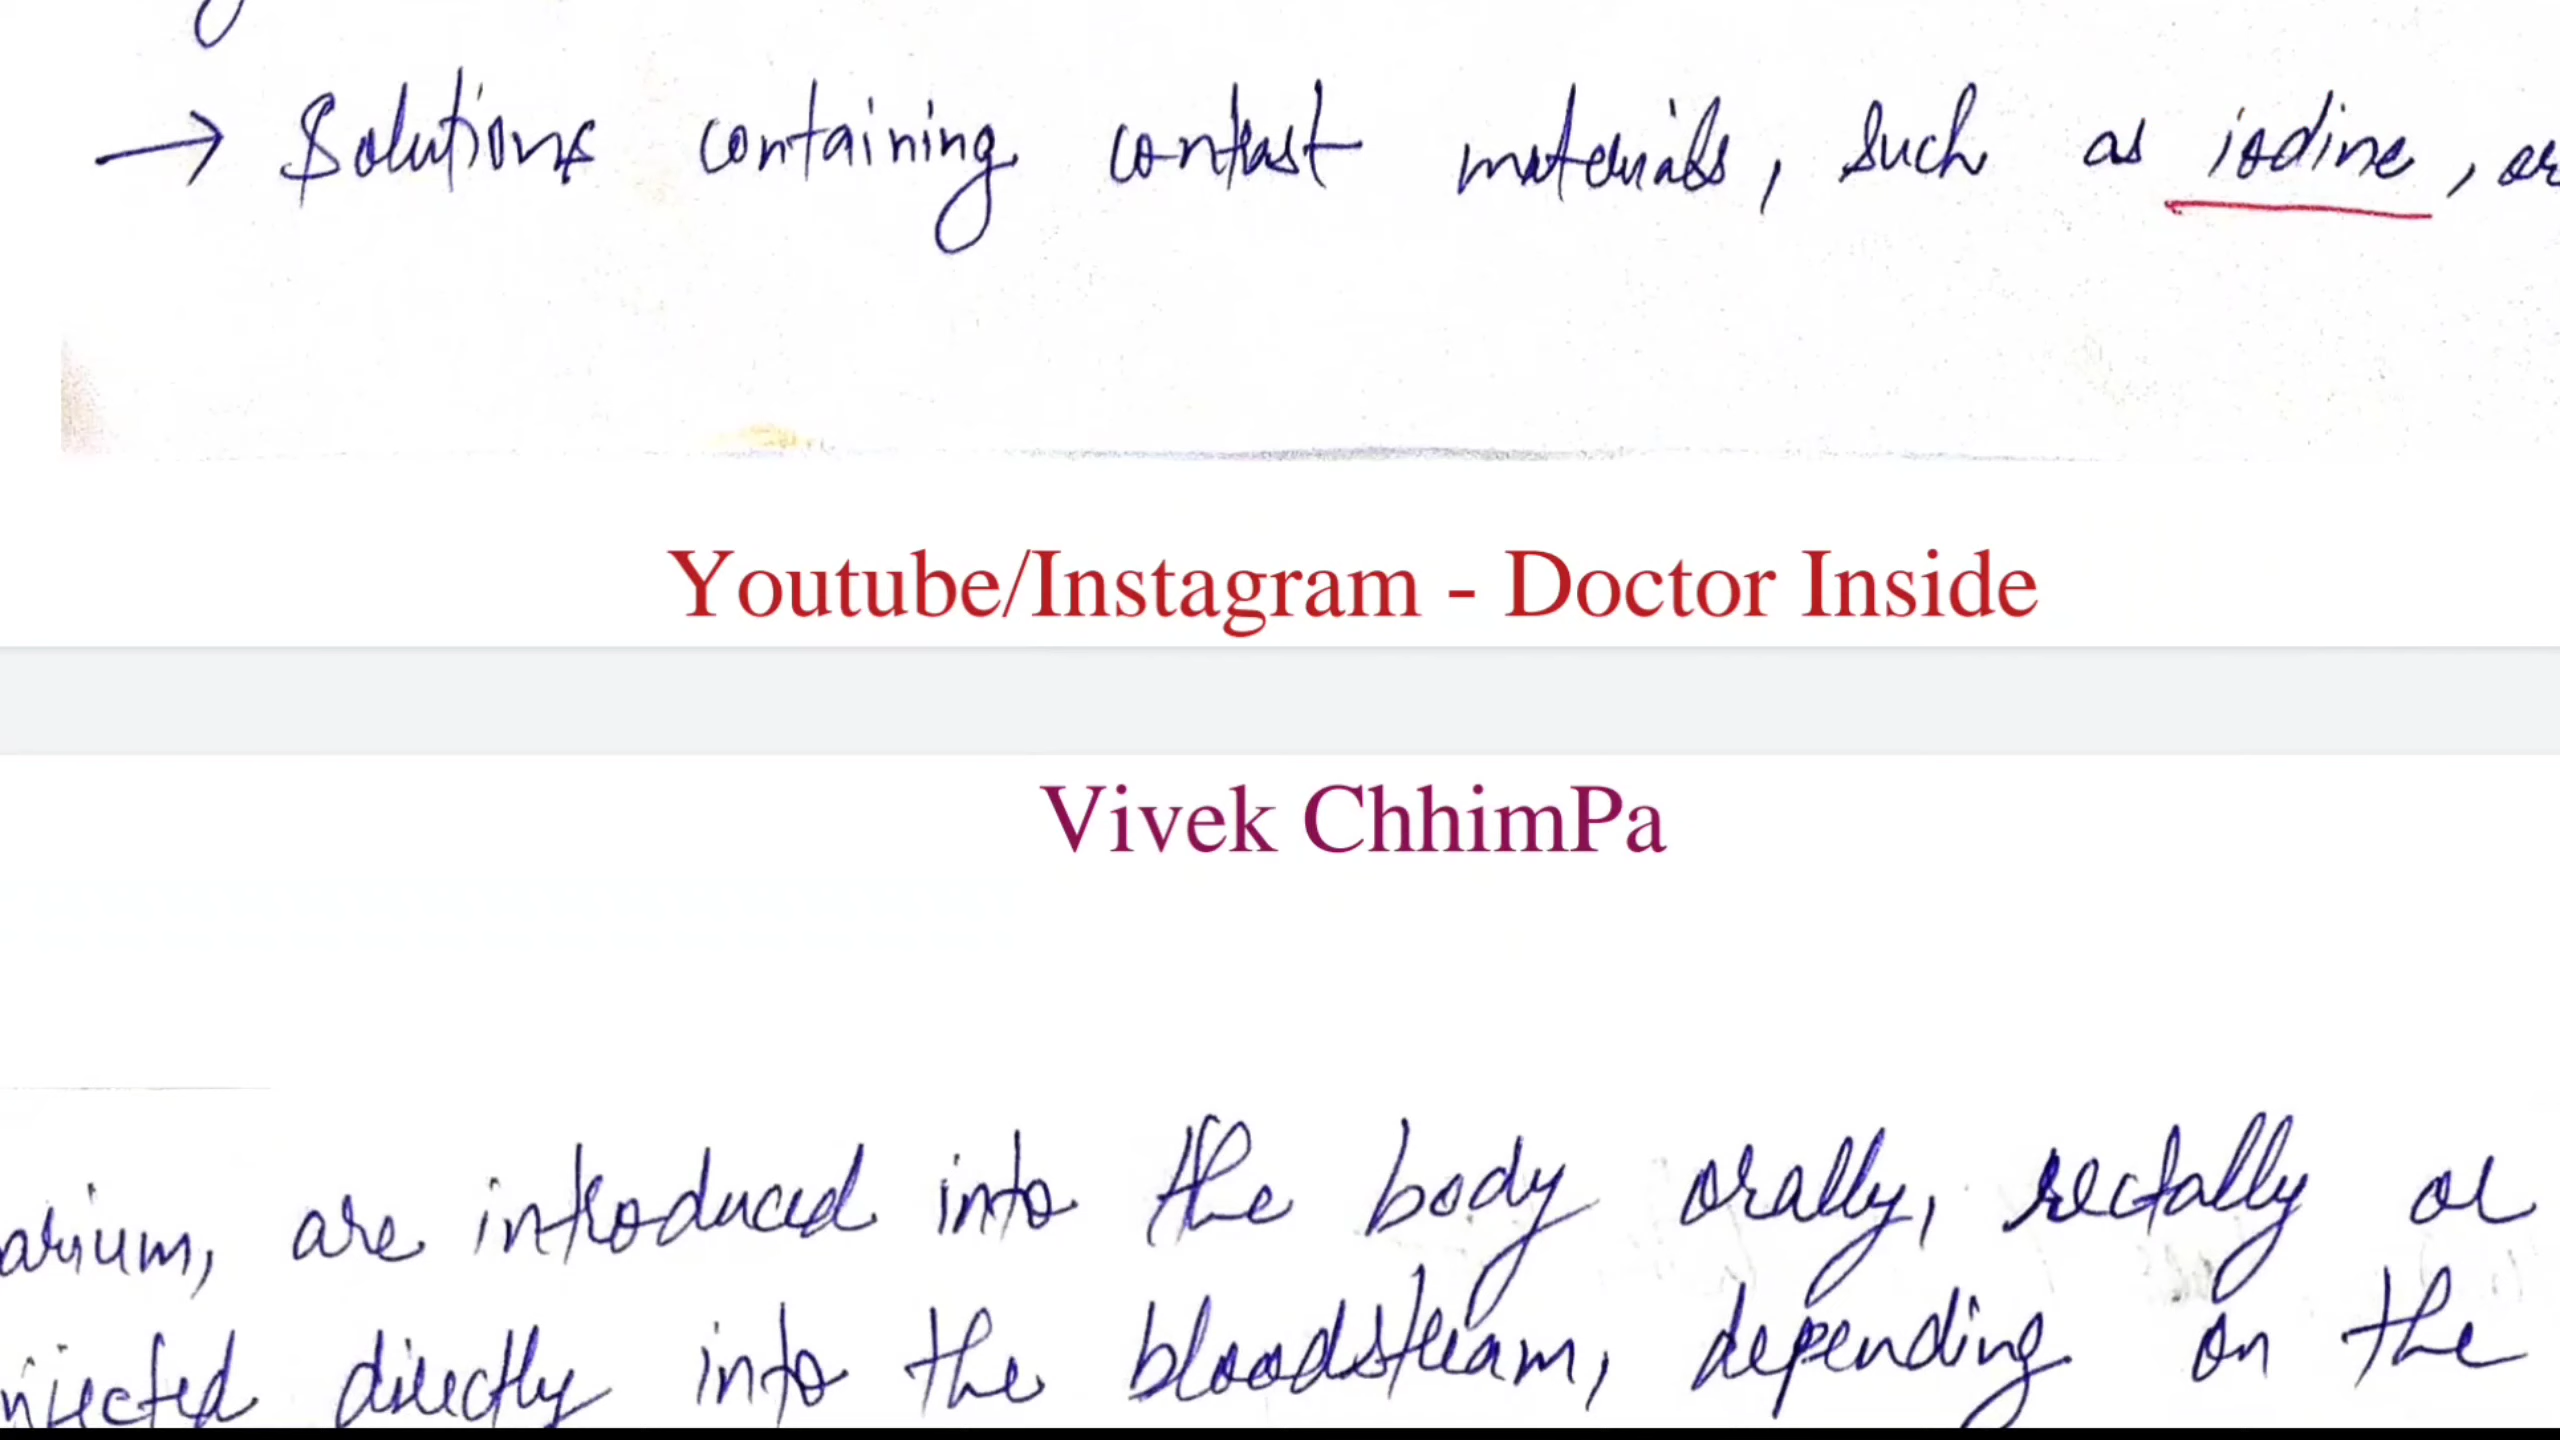 → Solutions containing contrast materials, such as iodine, or
Youtube/Instagram - Doctor Inside
Vivek ChhimPa
arium, are introduced into the body orally, rectally or
njected directly into the bloodstream, depending on the